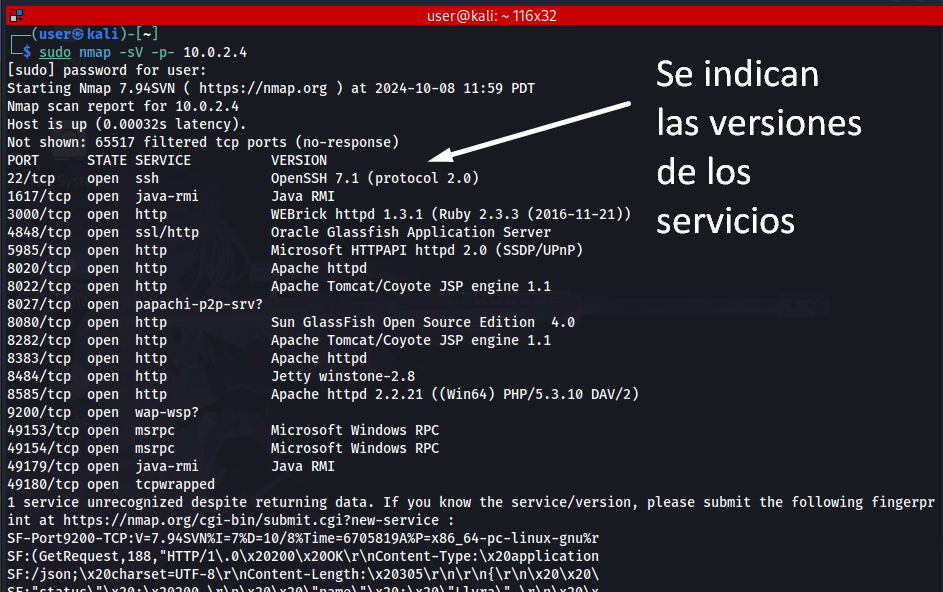 user@kali: ~ 116x32
┌──(user㉿kali)-[~]
└─$ sudo nmap -sV -p- 10.0.2.4
[sudo] password for user:
Starting Nmap 7.94SVN ( https://nmap.org ) at 2024-10-08 11:59 PDT
Nmap scan report for 10.0.2.4
Host is up (0.00032s latency).
Not shown: 65517 filtered tcp ports (no-response)
PORT STATE SERVICE VERSION
22/tcp open ssh OpenSSH 7.1 (protocol 2.0)
1617/tcp open java-rmi Java RMI
3000/tcp open http WEBrick httpd 1.3.1 (Ruby 2.3.3 (2016-11-21))
4848/tcp open ssl/http Oracle Glassfish Application Server
5985/tcp open http Microsoft HTTPAPI httpd 2.0 (SSDP/UPnP)
8020/tcp open http Apache httpd
8022/tcp open http Apache Tomcat/Coyote JSP engine 1.1
8027/tcp open papachi-p2p-srv?
8080/tcp open http Sun GlassFish Open Source Edition 4.0
8282/tcp open http Apache Tomcat/Coyote JSP engine 1.1
8383/tcp open http Apache httpd
8484/tcp open http Jetty winstone-2.8
8585/tcp open http Apache httpd 2.2.21 ((Win64) PHP/5.3.10 DAV/2)
9200/tcp open wap-wsp?
49153/tcp open msrpc Microsoft Windows RPC
49154/tcp open msrpc Microsoft Windows RPC
49179/tcp open java-rmi Java RMI
49180/tcp open tcpwrapped
1 service unrecognized despite returning data. If you know the service/version, please submit the following fingerpr
int at https://nmap.org/cgi-bin/submit.cgi?new-service :
SF-Port9200-TCP:V=7.94SVN%I=7%D=10/8%Time=6705819A%P=x86_64-pc-linux-gnu%r
SF:(GetRequest,188,"HTTP/1\.0\x20200\x20OK\r\nContent-Type:\x20application
SF:/json;\x20charset=UTF-8\r\nContent-Length:\x20305\r\n\r\n{\r\n\x20\x20\
SF:"status\"\x20:\x20200,\r\n\x20\x20\"name\"\x20:\x20\"Llyra\",\r\n\x20\x
Se indican
las versiones
de los
servicios